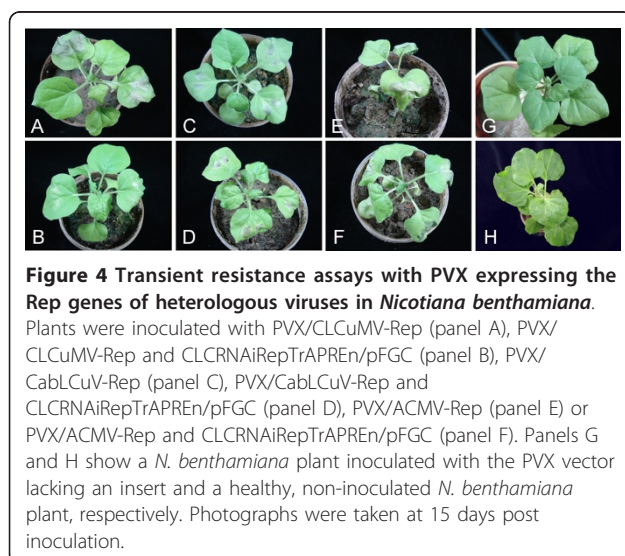 A
C
E
G
B
D
F
H
Figure 4 Transient resistance assays with PVX expressing the
Rep genes of heterologous viruses in Nicotiana benthamiana.
Plants were inoculated with PVX/CLCuMV-Rep (panel A), PVX/
CLCuMV-Rep and CLCRNAiRepTrAPREn/pFGC (panel B), PVX/
CabLCuV-Rep (panel C), PVX/CabLCuV-Rep and
CLCRNAiRepTrAPREn/pFGC (panel D), PVX/ACMV-Rep (panel E) or
PVX/ACMV-Rep and CLCRNAiRepTrAPREn/pFGC (panel F). Panels G
and H show a N. benthamiana plant inoculated with the PVX vector
lacking an insert and a healthy, non-inoculated N. benthamiana
plant, respectively. Photographs were taken at 15 days post
inoculation.